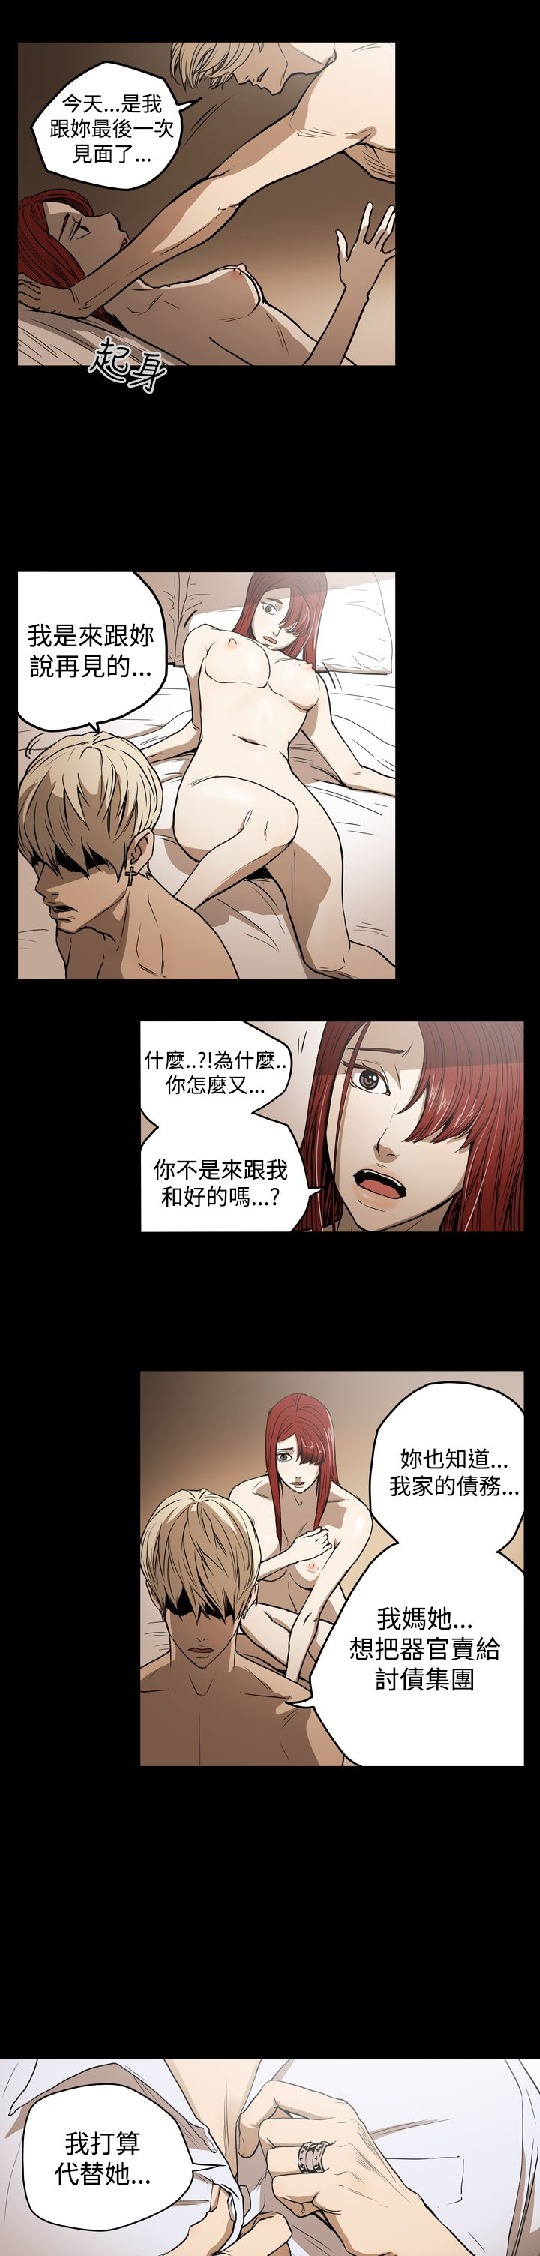 今天...是我
跟妳最後一次
見面了...
起身
我是來跟妳
說再見的...
什麼..?!為什麼..
你怎麼又...
你不是來跟我
和好的嗎...?
妳也知道...
我家的債務...
我媽她...
想把器官賣給
討債集團
我打算
代替她...